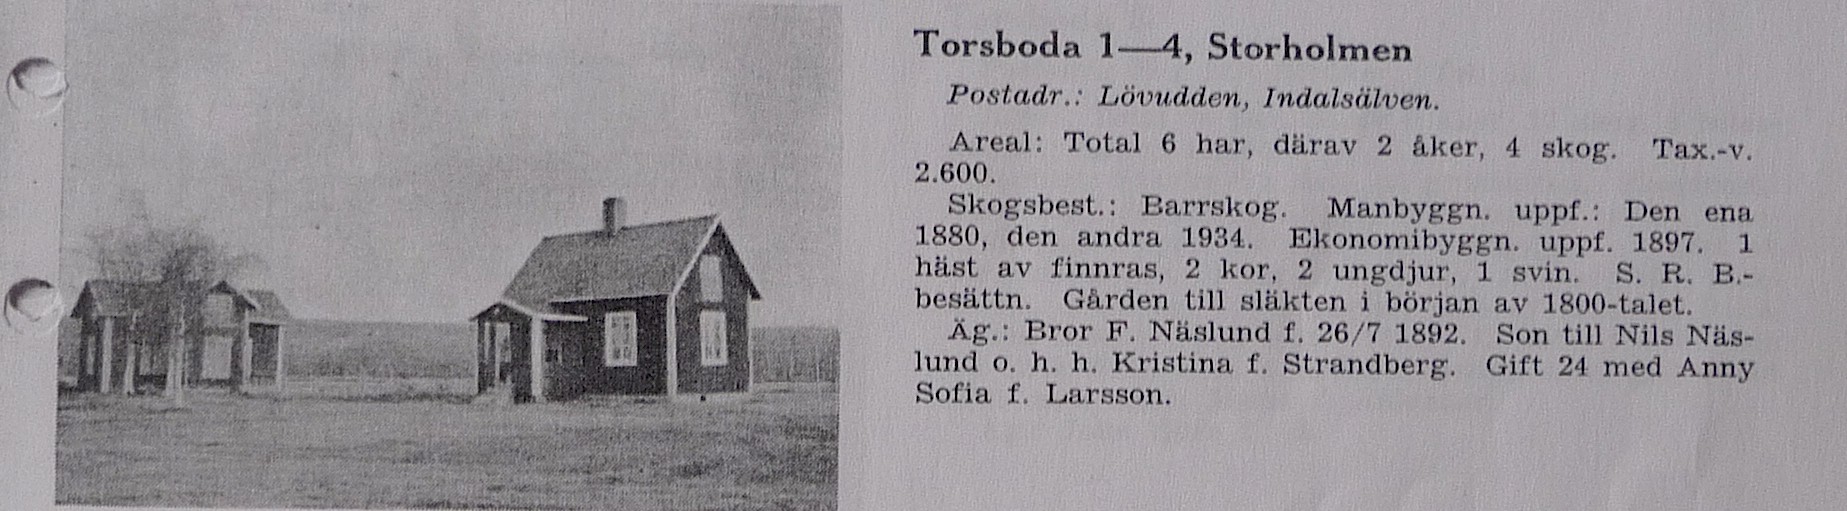 Torsboda 1—4, Storholmen
Postadr.: Lövudden, Indalsälven.
Areal: Total 6 har, därav 2 åker, 4 skog. Tax.-v.
2.600.
Skogsbest.: Barrskog. Manbyggn. uppf.: Den ena
1880, den andra 1934. Ekonomibyggn. uppf. 1897. 1
häst av finnras, 2 kor, 2 ungdjur, 1 svin. S. R. B.-
besättn. Gården till släkten i början av 1800-talet.
Äg.: Bror F. Näslund f. 26/7 1892. Son till Nils Näs-
lund o. h. h. Kristina f. Strandberg. Gift 24 med Anny
Sofia f. Larsson.